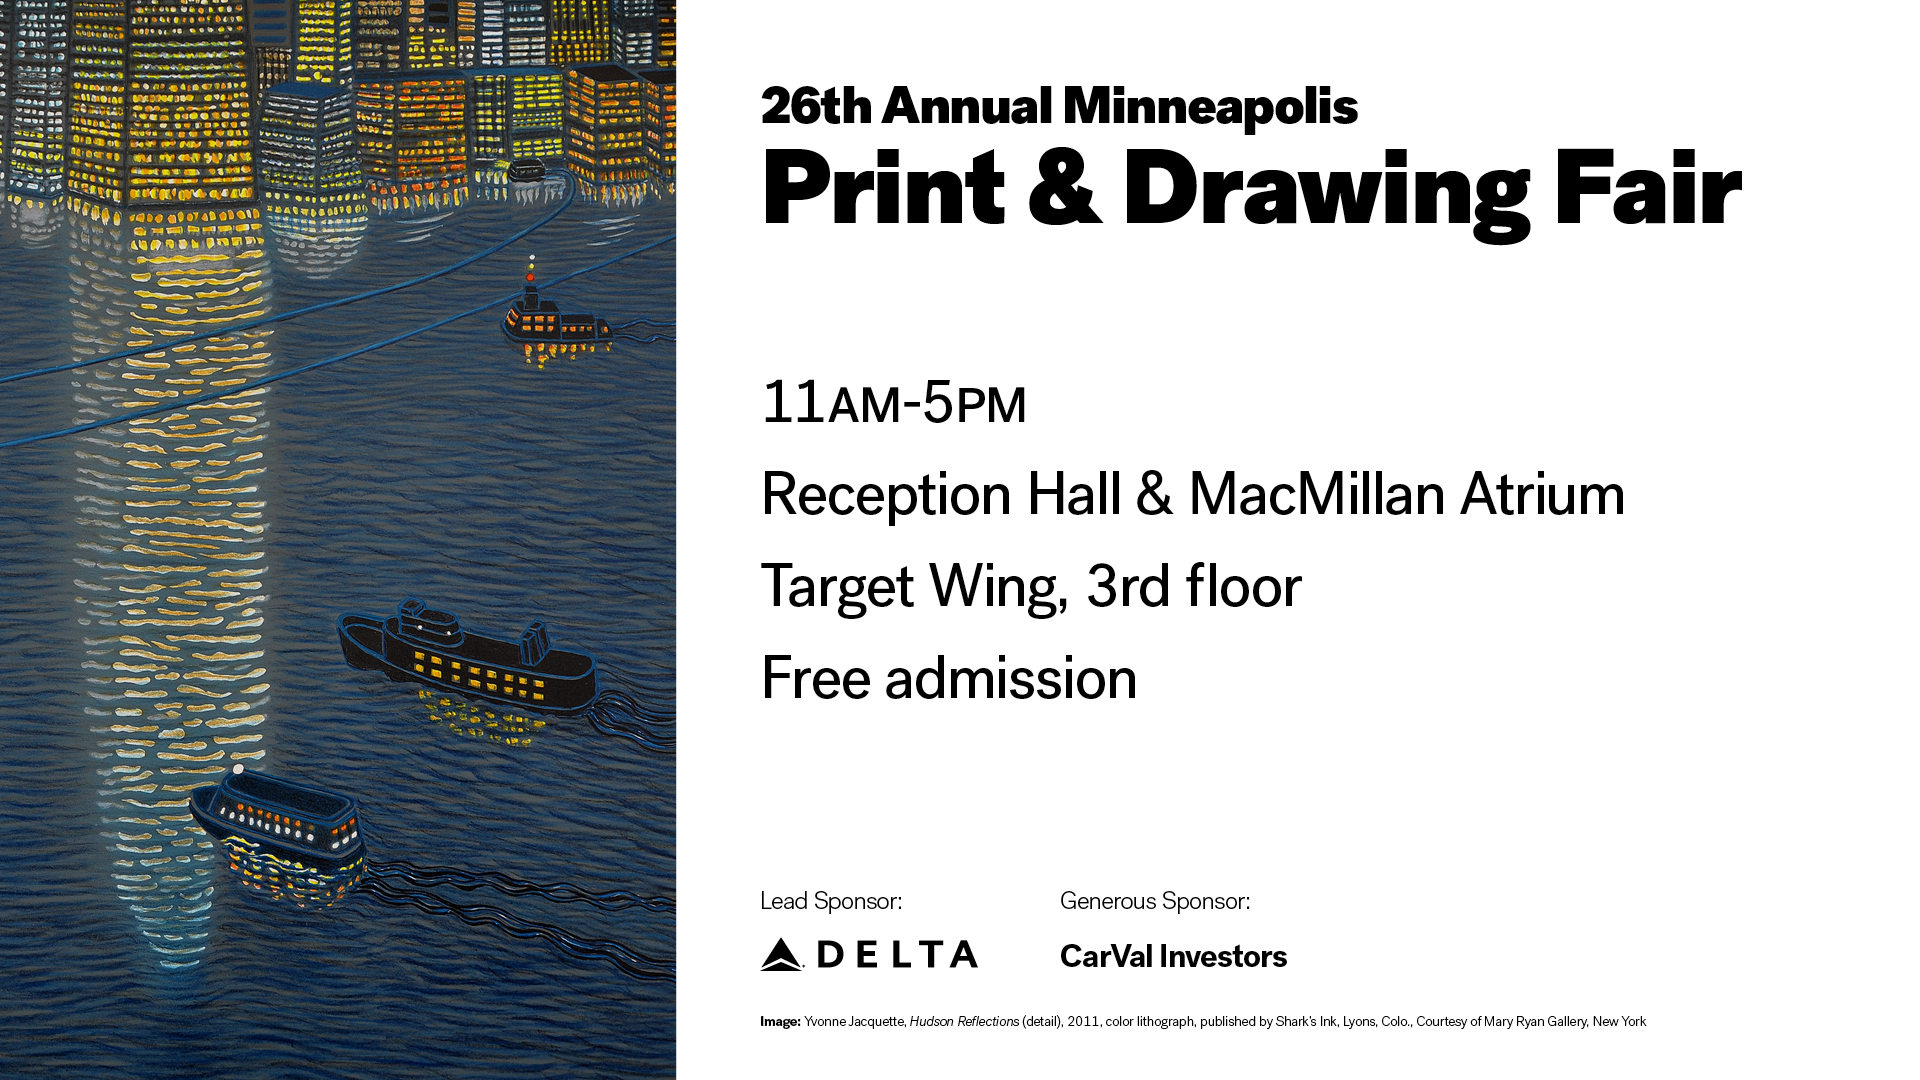 26th Annual Minneapolis
Print & Drawing Fair
11AM-5PM
Reception Hall & MacMillan Atrium
Target Wing, 3rd floor
Free admission
Lead Sponsor:
DELTA
Generous Sponsor:
CarVal Investors
Image: Yvonne Jacquette, Hudson Reflections (detail), 2011, color lithograph, published by Shark's Ink, Lyons, Colo., Courtesy of Mary Ryan Gallery, New York